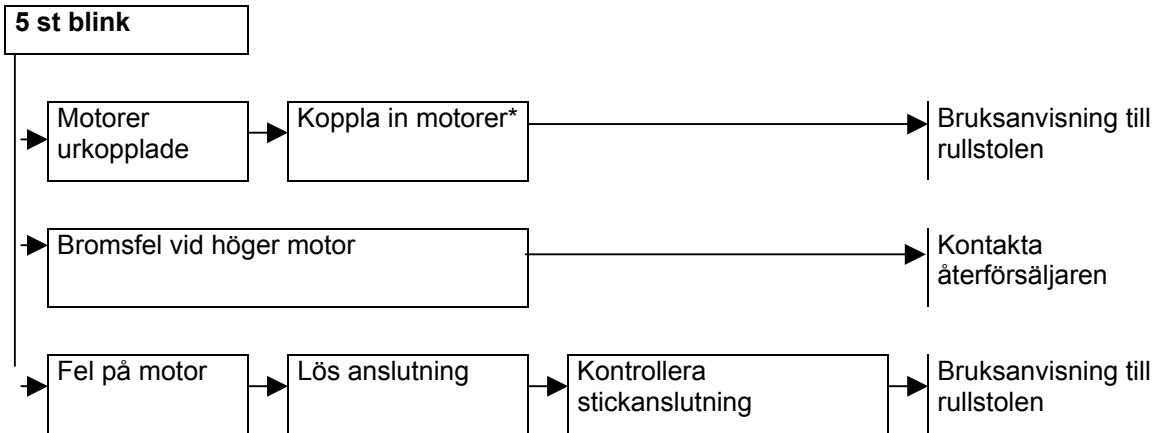 5 st blink
Motorer
urkopplade
Koppla in motorer*
Bruksanvisning till
rullstolen
Bromsfel vid höger motor
Kontakta
återförsäljaren
Fel på motor
Lös anslutning
Kontrollera
stickanslutning
Bruksanvisning till
rullstolen